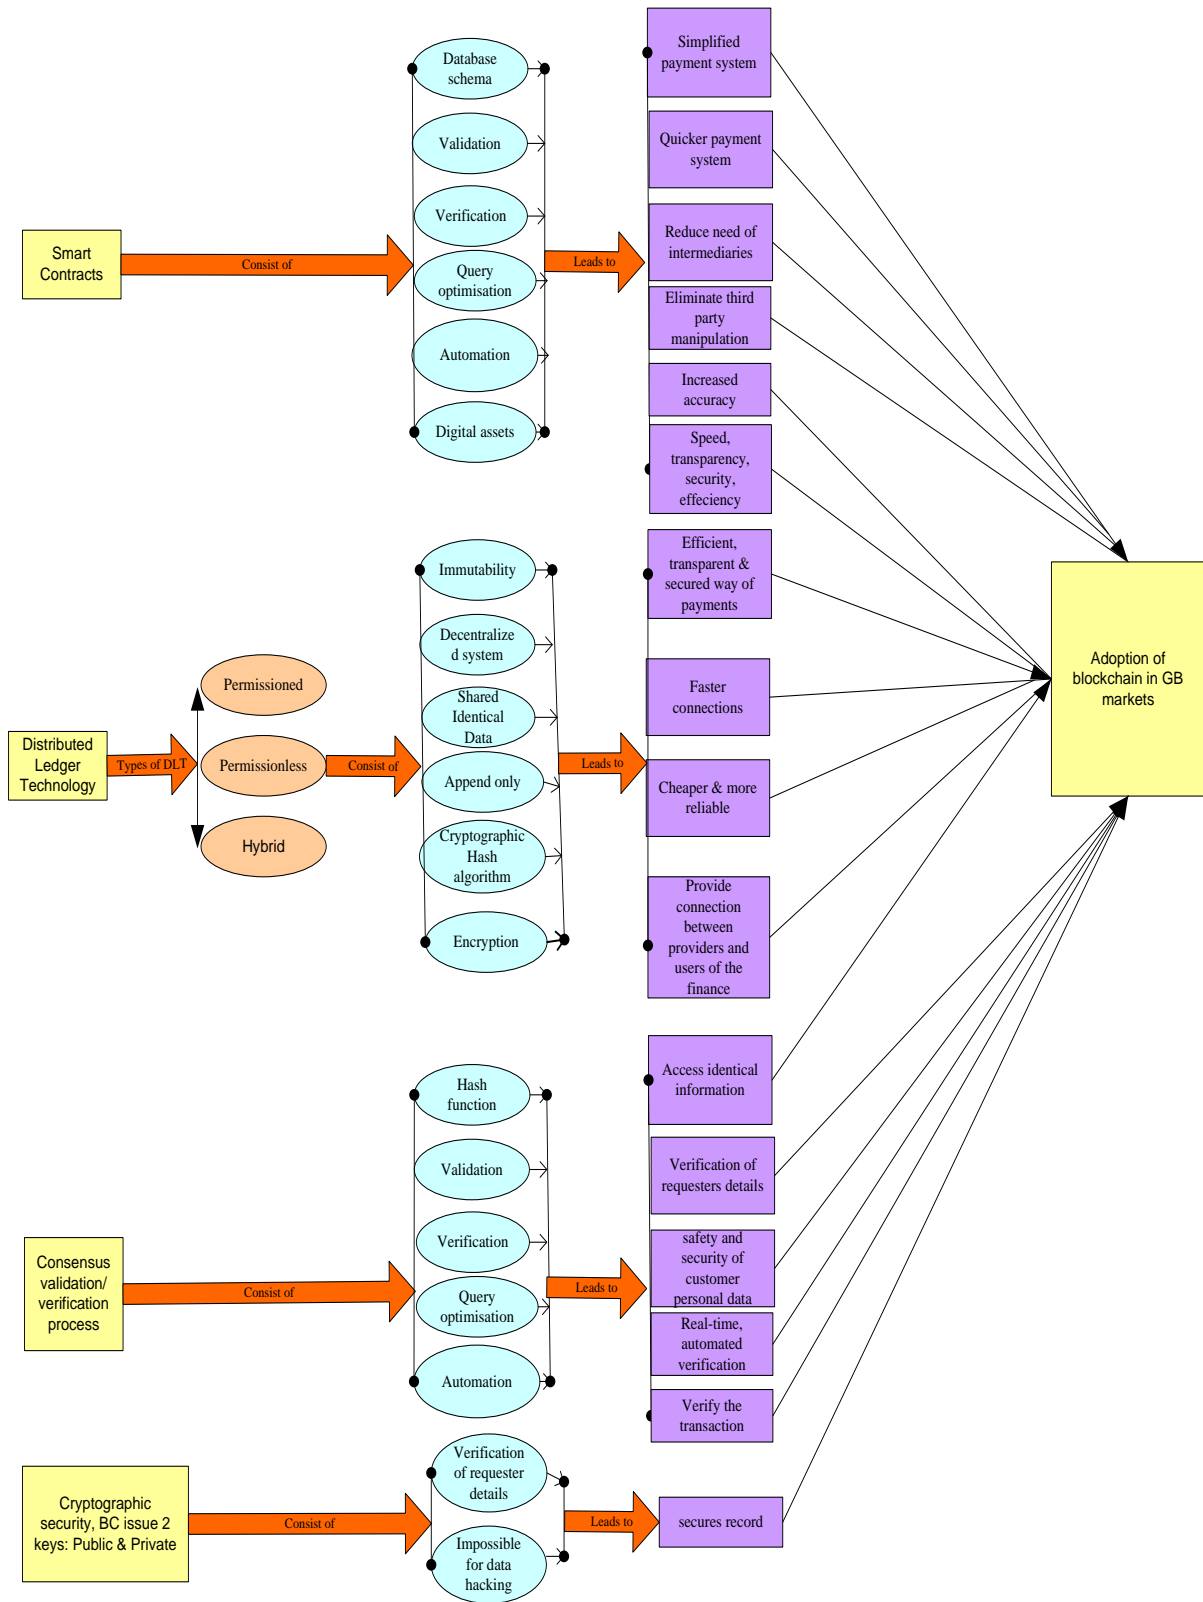 Smart
Contracts
Consist of
Database
schema
Validation
Verification
Query
optimisation
Automation
Digital assets
Leads to
Simplified
payment system
Quicker payment
system
Reduce need of
intermediaries
Eliminate third
party
manipulation
Increased
accuracy
Speed,
transparency,
security,
effeciency
Distributed
Ledger
Technology
Types of DLT
Permissioned
Permissionless
Hybrid
Consist of
Immutability
Decentralize
d system
Shared
Identical
Data
Append only
Cryptographic
Hash
algorithm
Encryption
Leads to
Efficient,
transparent &
secured way of
payments
Faster
connections
Cheaper & more
reliable
Provide
connection
between
providers and
users of the
finance
Adoption of
blockchain in GB
markets
Consensus
validation/
verification
process
Consist of
Hash
function
Validation
Verification
Query
optimisation
Automation
Leads to
Access identical
information
Verification of
requesters details
safety and
security of
customer
personal data
Real-time,
automated
verification
Verify the
transaction
Cryptographic
security, BC issue 2
keys: Public & Private
Consist of
Verification
of requester
details
Impossible
for data
hacking
Leads to
secures record